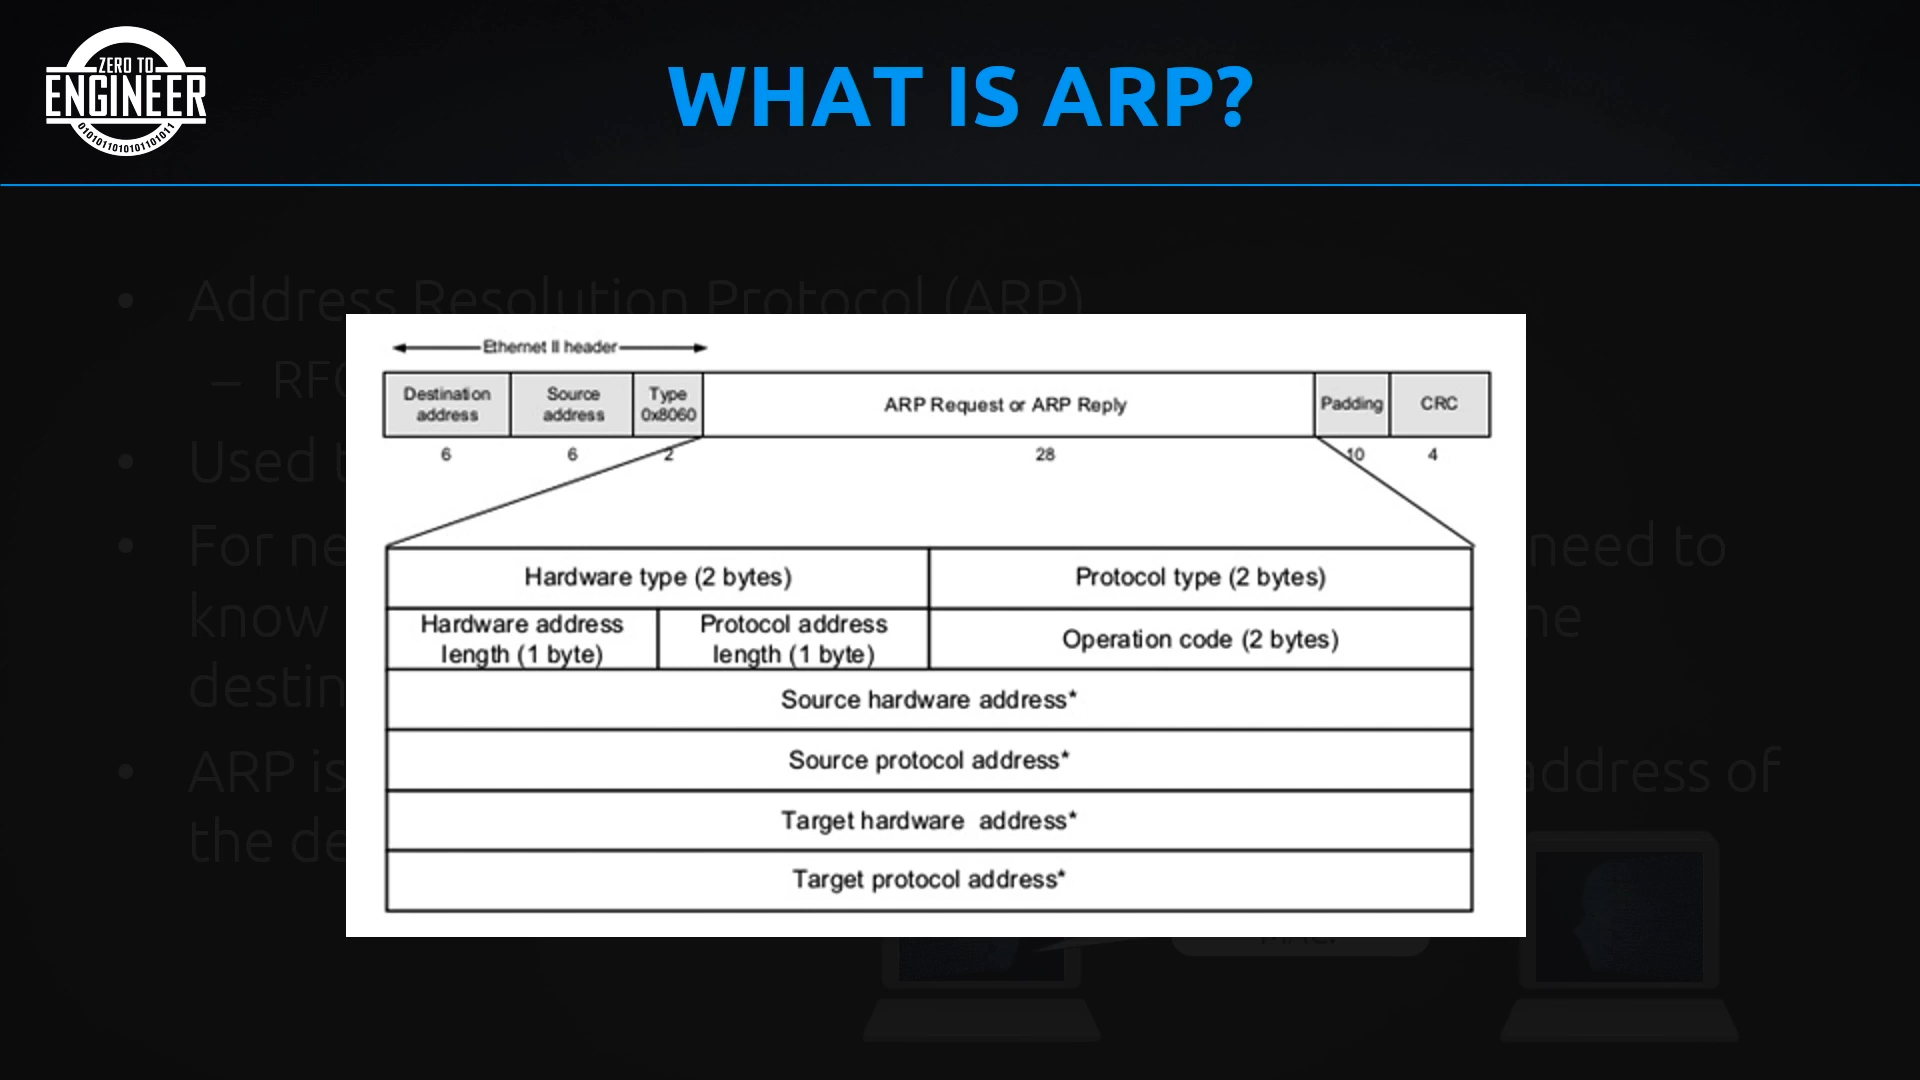 ZERO TO
ENGINEER
01010110101011010​11
WHAT IS ARP?
Address Resolution Protocol (ARP)
– RFC
Used
For ne
need to
know
destin
ARP is
address of
the de
MAC.
Ethernet II header
Destination address
Source address
Type 0x8060
ARP Request or ARP Reply
Padding
CRC
6 6 2 28 10 4
Hardware type (2 bytes)
Protocol type (2 bytes)
Hardware address length (1 byte)
Protocol address length (1 byte)
Operation code (2 bytes)
Source hardware address*
Source protocol address*
Target hardware address*
Target protocol address*